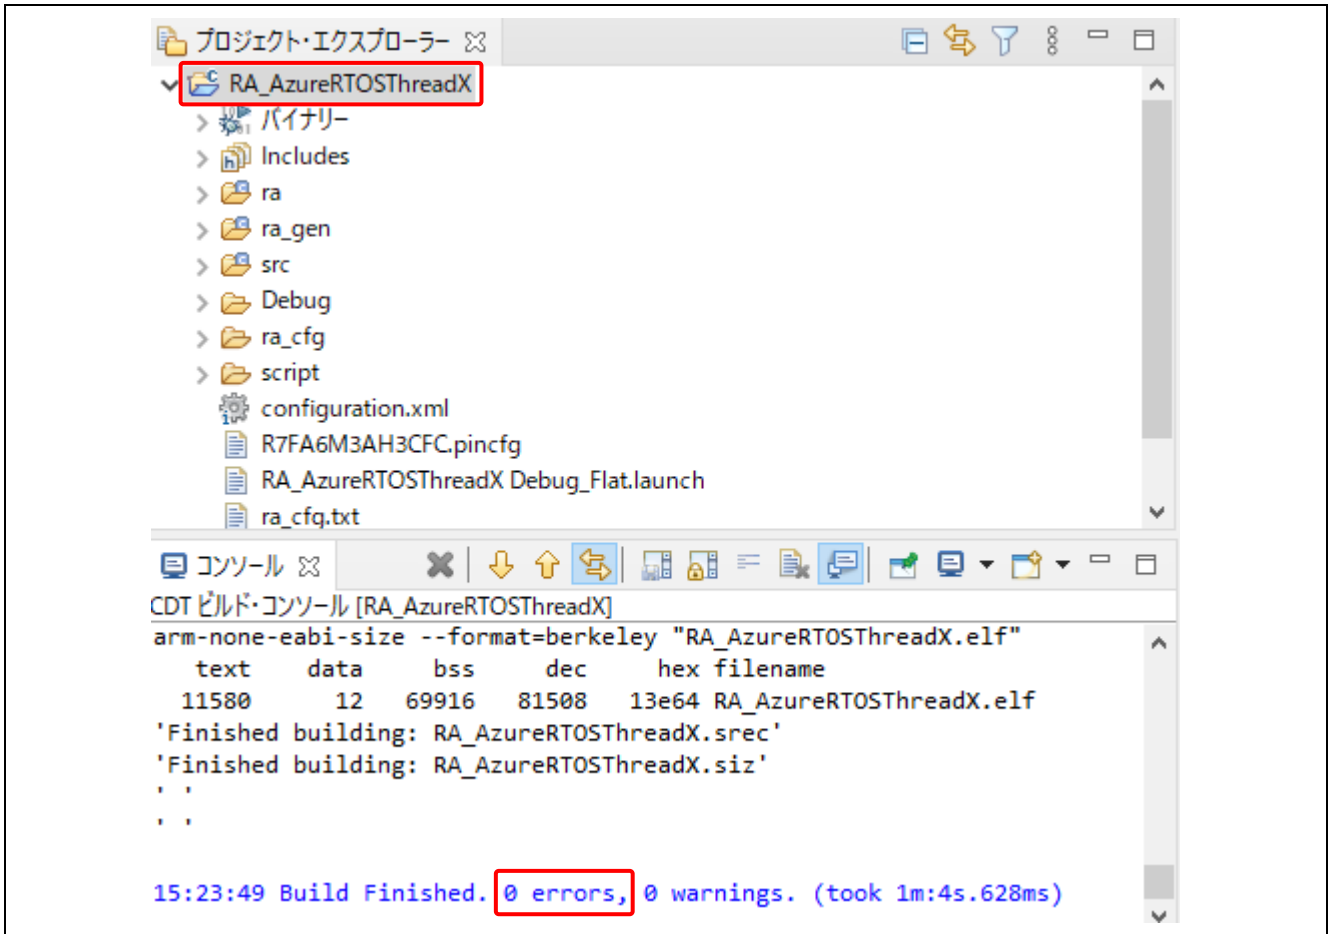 プロジェクト・エクスプローラー
RA_AzureRTOSThreadX
バイナリー
Includes
ra
ra_gen
src
Debug
ra_cfg
script
configuration.xml
R7FA6M3AH3CFC.pincfg
RA_AzureRTOSThreadX Debug_Flat.launch
ra_cfg.txt
コンソール
CDT ビルド・コンソール [RA_AzureRTOSThreadX]
arm-none-eabi-size --format=berkeley "RA_AzureRTOSThreadX.elf"
text data bss dec hex filename
11580 12 69916 81508 13e64 RA_AzureRTOSThreadX.elf
'Finished building: RA_AzureRTOSThreadX.srec'
'Finished building: RA_AzureRTOSThreadX.siz'
' '
' '
15:23:49 Build Finished. 0 errors, 0 warnings. (took 1m:4s.628ms)